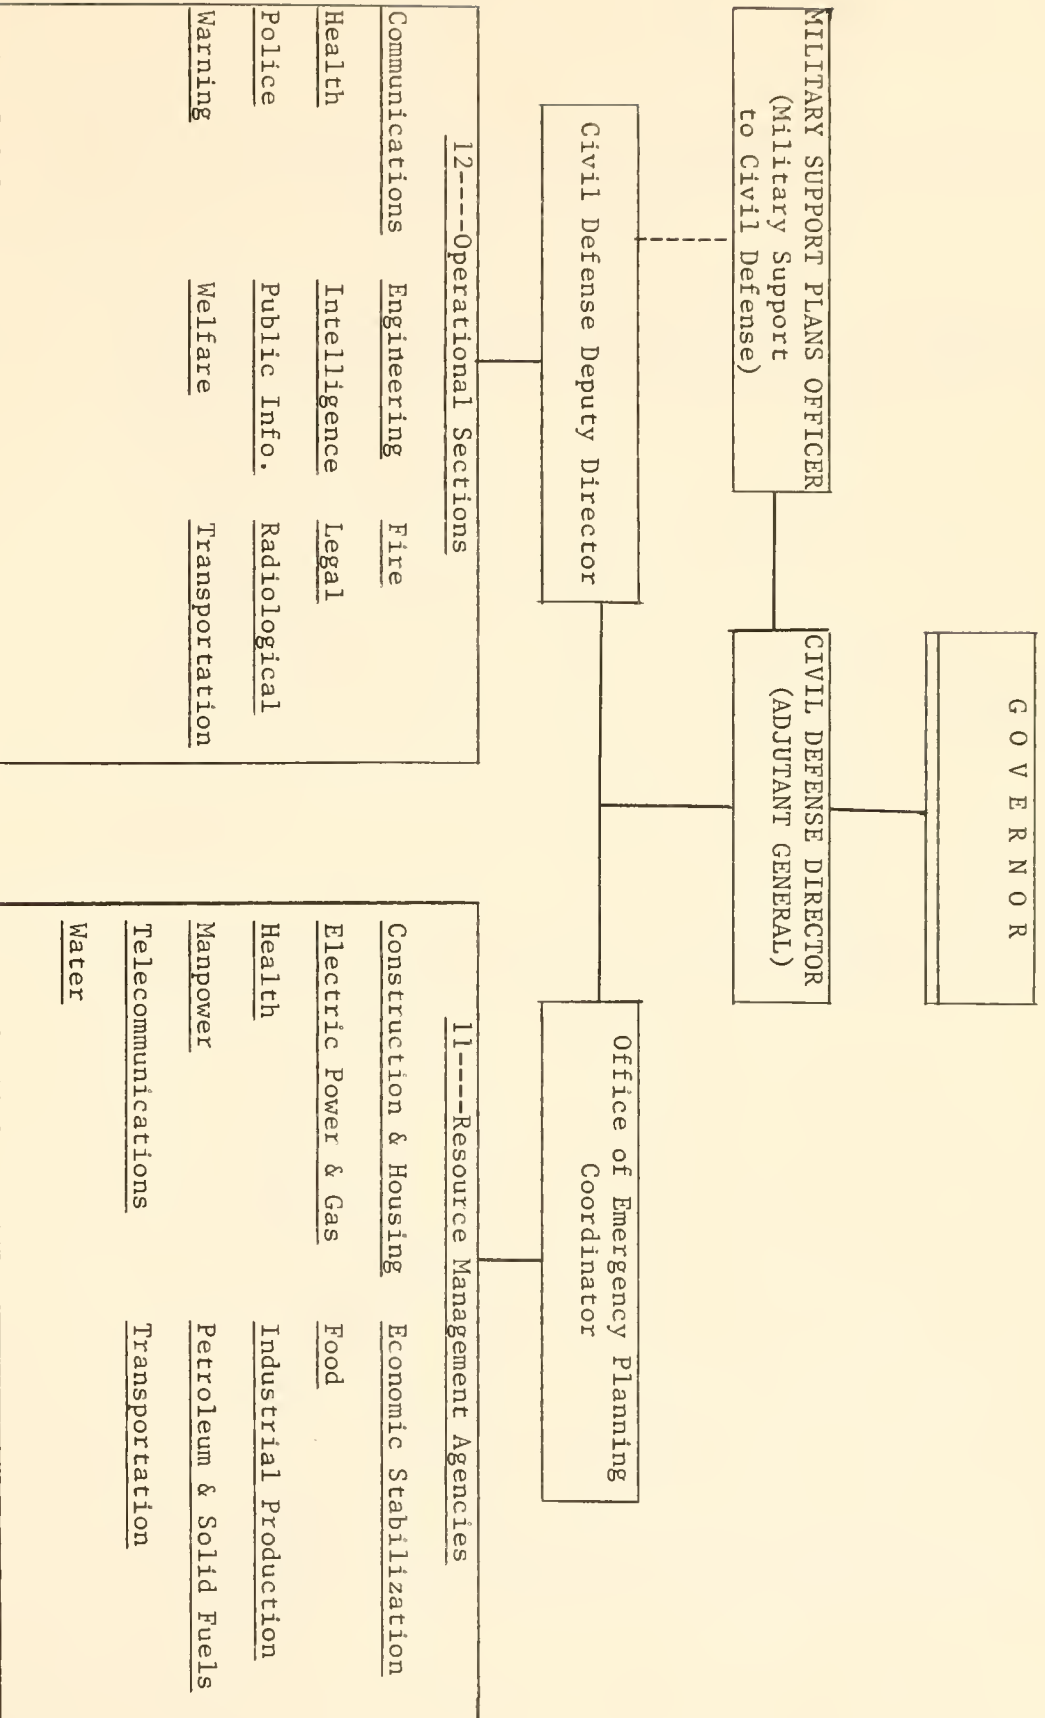 G O V E R N O R
MILITARY SUPPORT PLANS OFFICER
(Military Support
to Civil Defense)
CIVIL DEFENSE DIRECTOR
(ADJUTANT GENERAL)
Civil Defense Deputy Director
Office of Emergency Planning
Coordinator
12----Operational Sections
Communications Engineering Fire
Health Intelligence Legal
Police Public Info. Radiological
Warning Welfare Transportation
11----Resource Management Agencies
Construction & Housing Economic Stabilization
Electric Power & Gas Food
Health Industrial Production
Manpower Petroleum & Solid Fuels
Telecommunications Transportation
Water